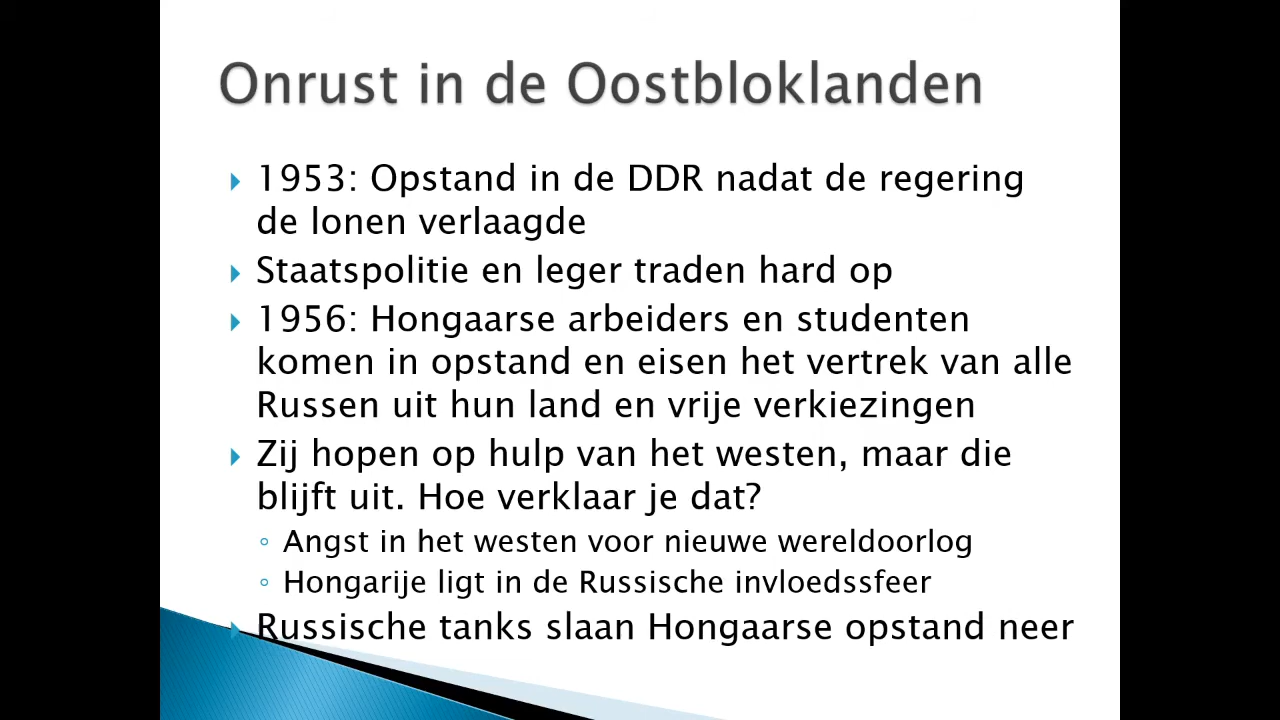 Onrust in de Oostbloklanden
1953: Opstand in de DDR nadat de regering
de lonen verlaagde
Staatspolitie en leger traden hard op
1956: Hongaarse arbeiders en studenten
komen in opstand en eisen het vertrek van alle
Russen uit hun land en vrije verkiezingen
Zij hopen op hulp van het westen, maar die
blijft uit. Hoe verklaar je dat?
Angst in het westen voor nieuwe wereldoorlog
Hongarije ligt in de Russische invloedssfeer
Russische tanks slaan Hongaarse opstand neer